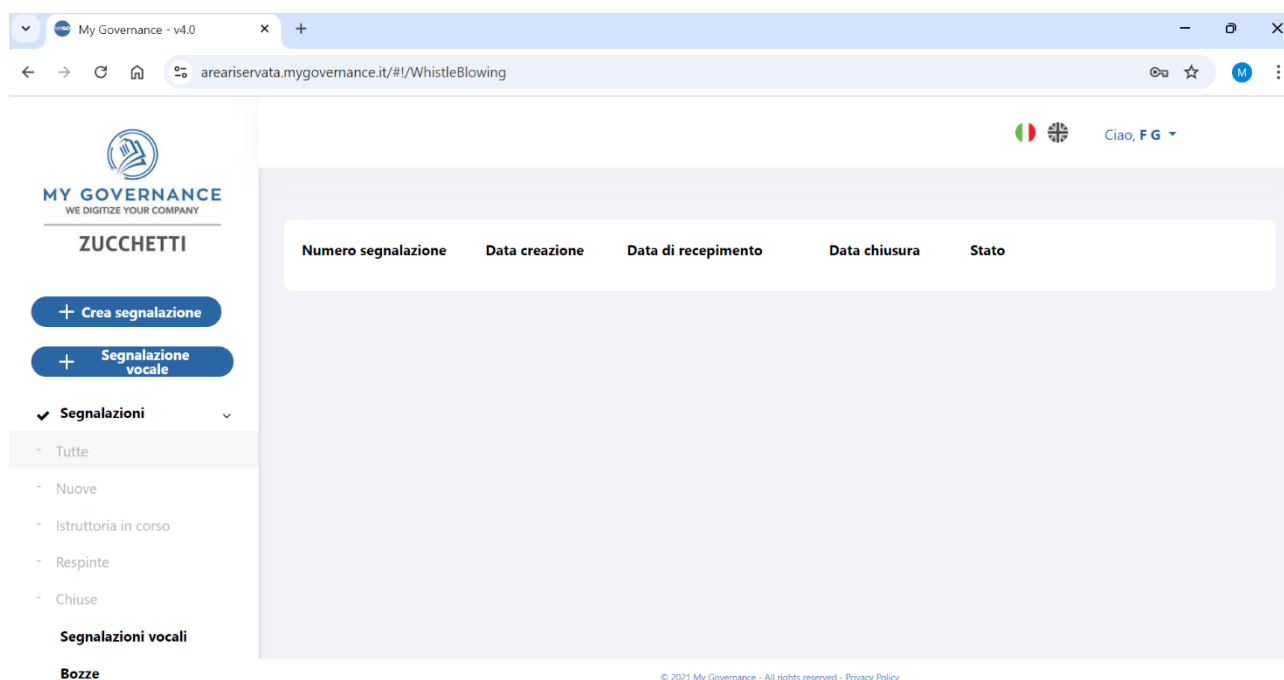 My Governance - v4.0
areariservata.mygovernance.it/#!/WhistleBlowing
M
Ciao, F G
MY GOVERNANCE
WE DIGITIZE YOUR COMPANY
ZUCCHETTI
Numero segnalazione Data creazione Data di recepimento Data chiusura Stato
+ Crea segnalazione
+ Segnalazione
vocale
Segnalazioni
- Tutte
- Nuove
- Istruttoria in corso
- Respinte
- Chiuse
Segnalazioni vocali
Bozze
© 2021 My Governance - All rights reserved - Privacy Policy